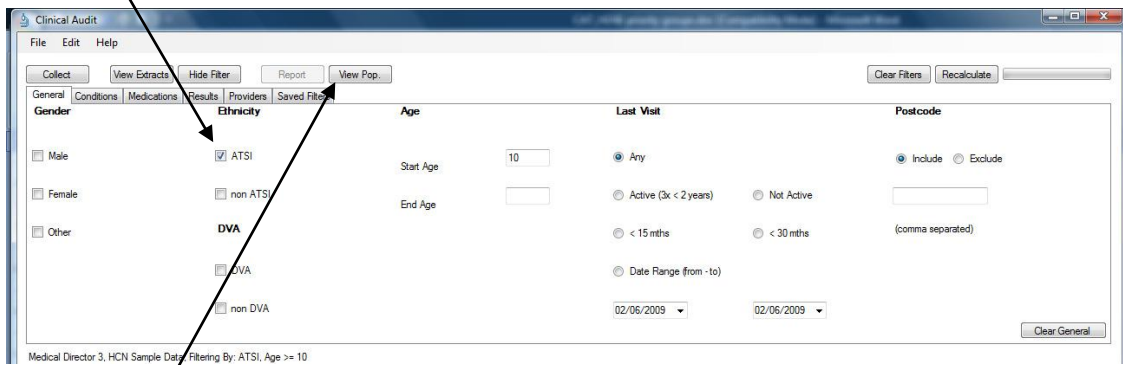 Clinical Audit
File Edit Help
Collect View Extracts Hide Filter Report View Pop. Clear Filters Recalculate
General Conditions Medications Results Providers Saved Filters
Gender Ethnicity Age Last Visit Postcode
Male ATSI Start Age 10 Any Include Exclude
Female non ATSI End Age Active (3x < 2 years) Not Active
Other DVA < 15 mths < 30 mths (comma separated)
DVA Date Range (from - to)
non DVA 02/06/2009 02/06/2009
Clear General
Medical Director 3, HCN Sample Data, Filtering By: ATSI, Age >= 10